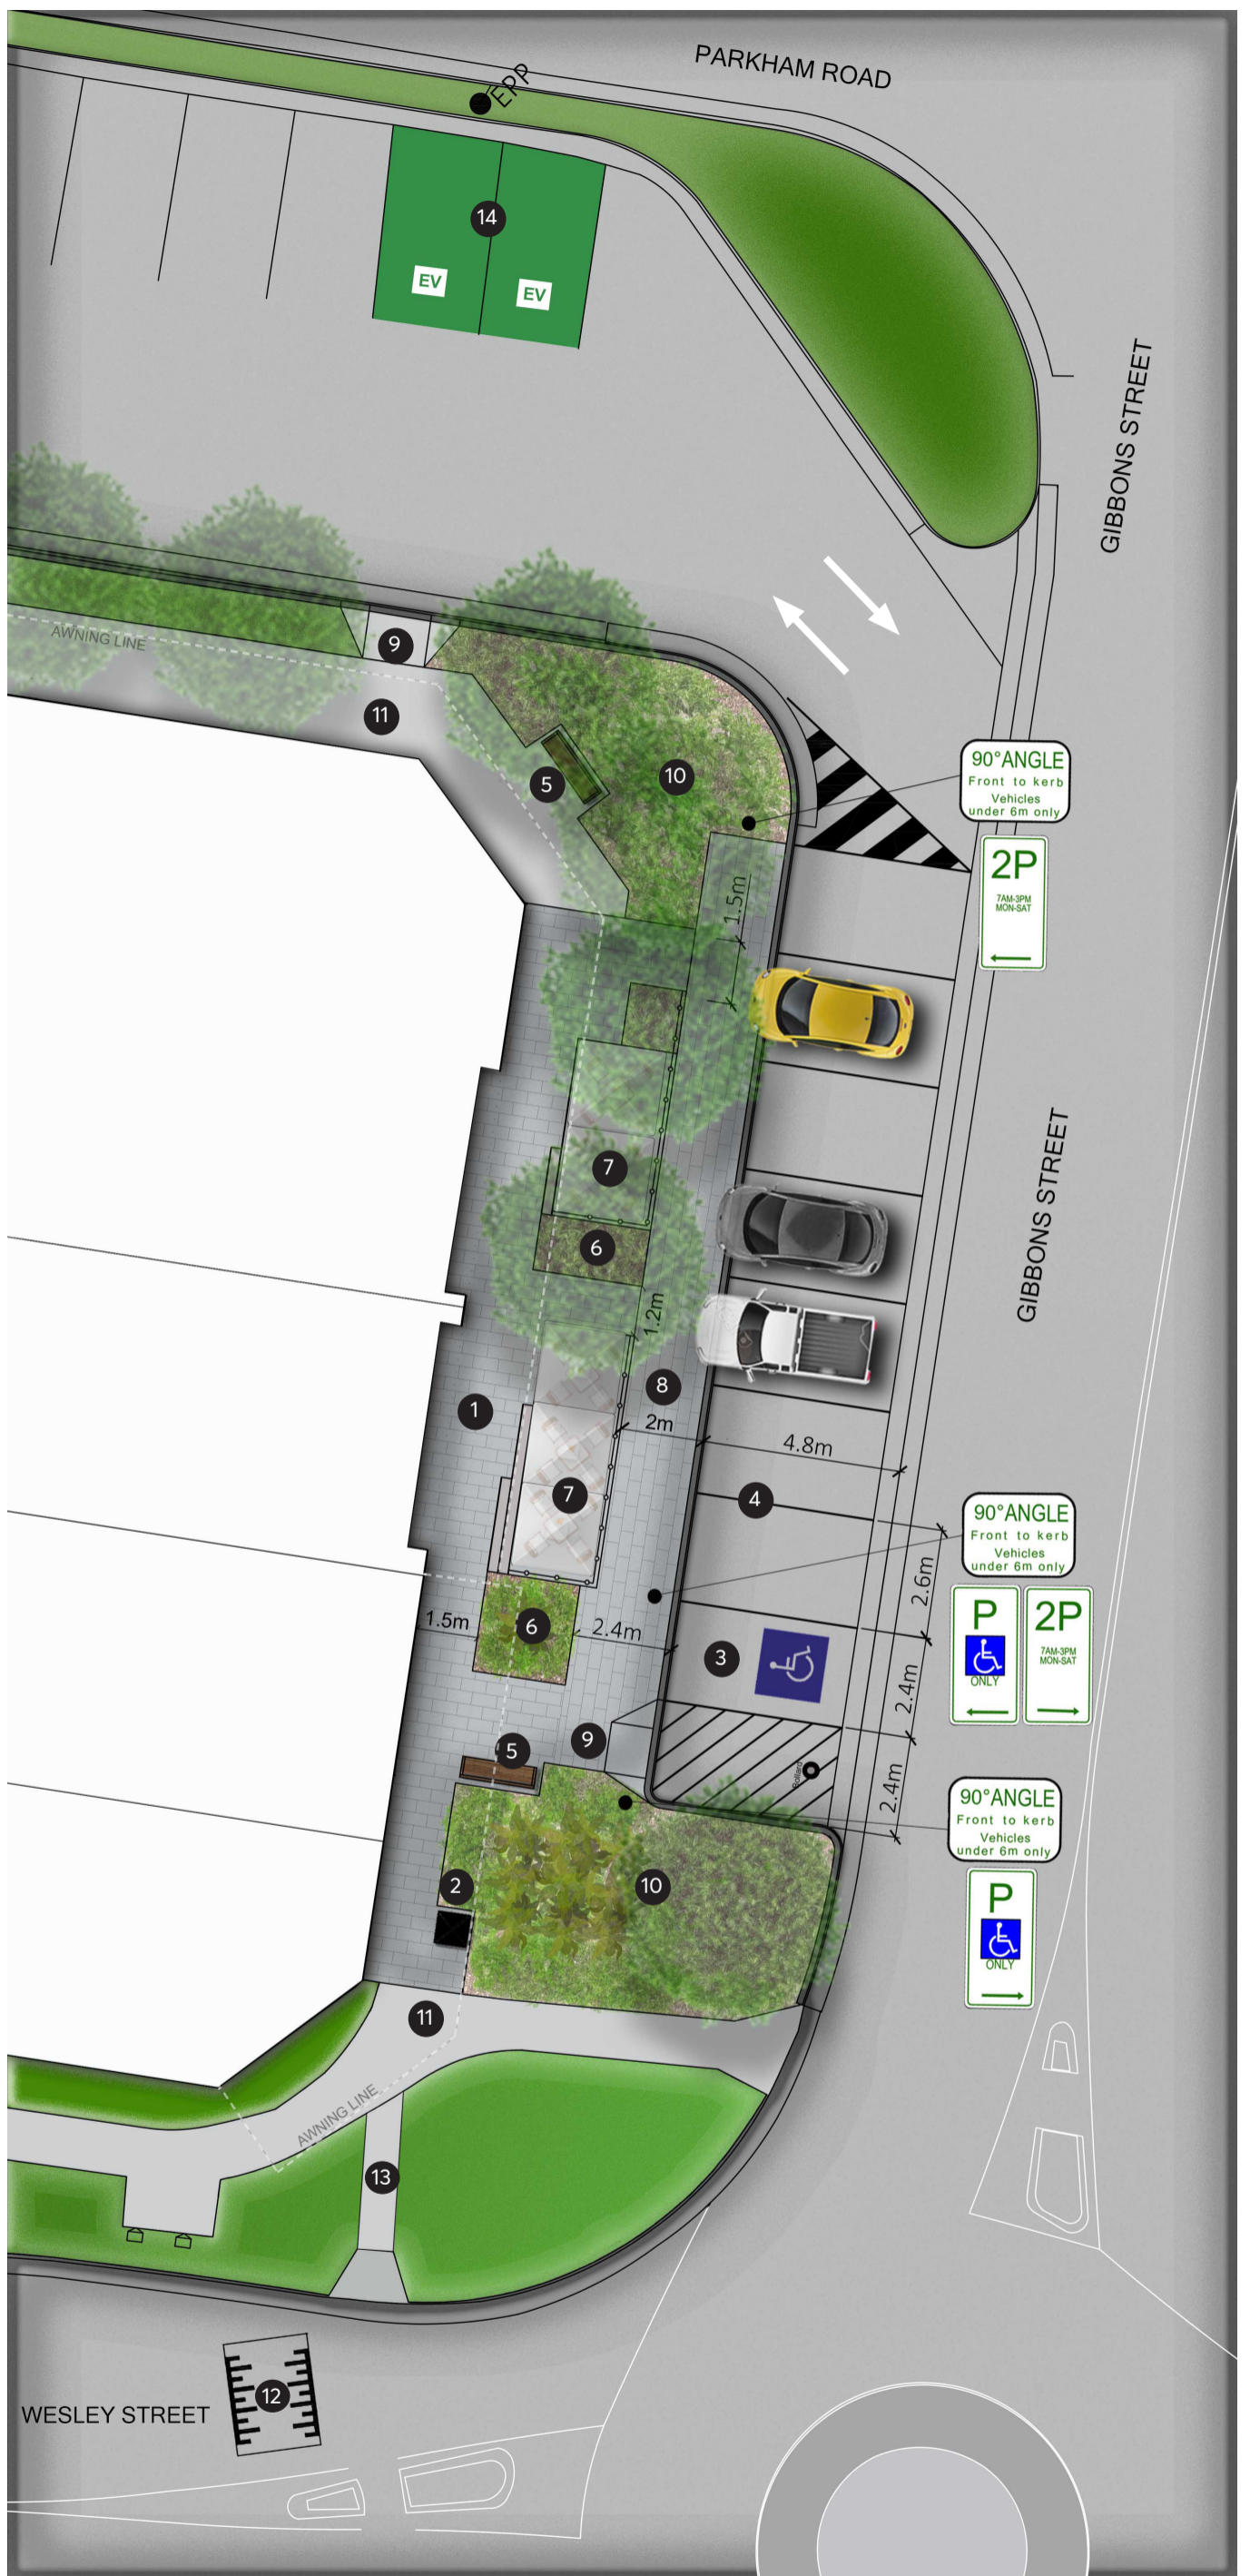 PARKHAM ROAD
EPP
14
EV
EV
GIBBONS STREET
AWNING LINE
9
11
5
10
90°ANGLE
Front to kerb
Vehicles
under 6m only
2P
7AM-3PM
MON-SAT
1.5m
7
6
GIBBONS STREET
1.2m
1
8
2m
4.8m
7
4
90°ANGLE
Front to kerb
Vehicles
under 6m only
2.6m
P
ONLY
2P
7AM-3PM
MON-SAT
1.5m
6
2.4m
3
2.4m
5
9
Bollard
2.4m
90°ANGLE
Front to kerb
Vehicles
under 6m only
P
ONLY
2
10
11
AWNING LINE
13
12
WESLEY STREET